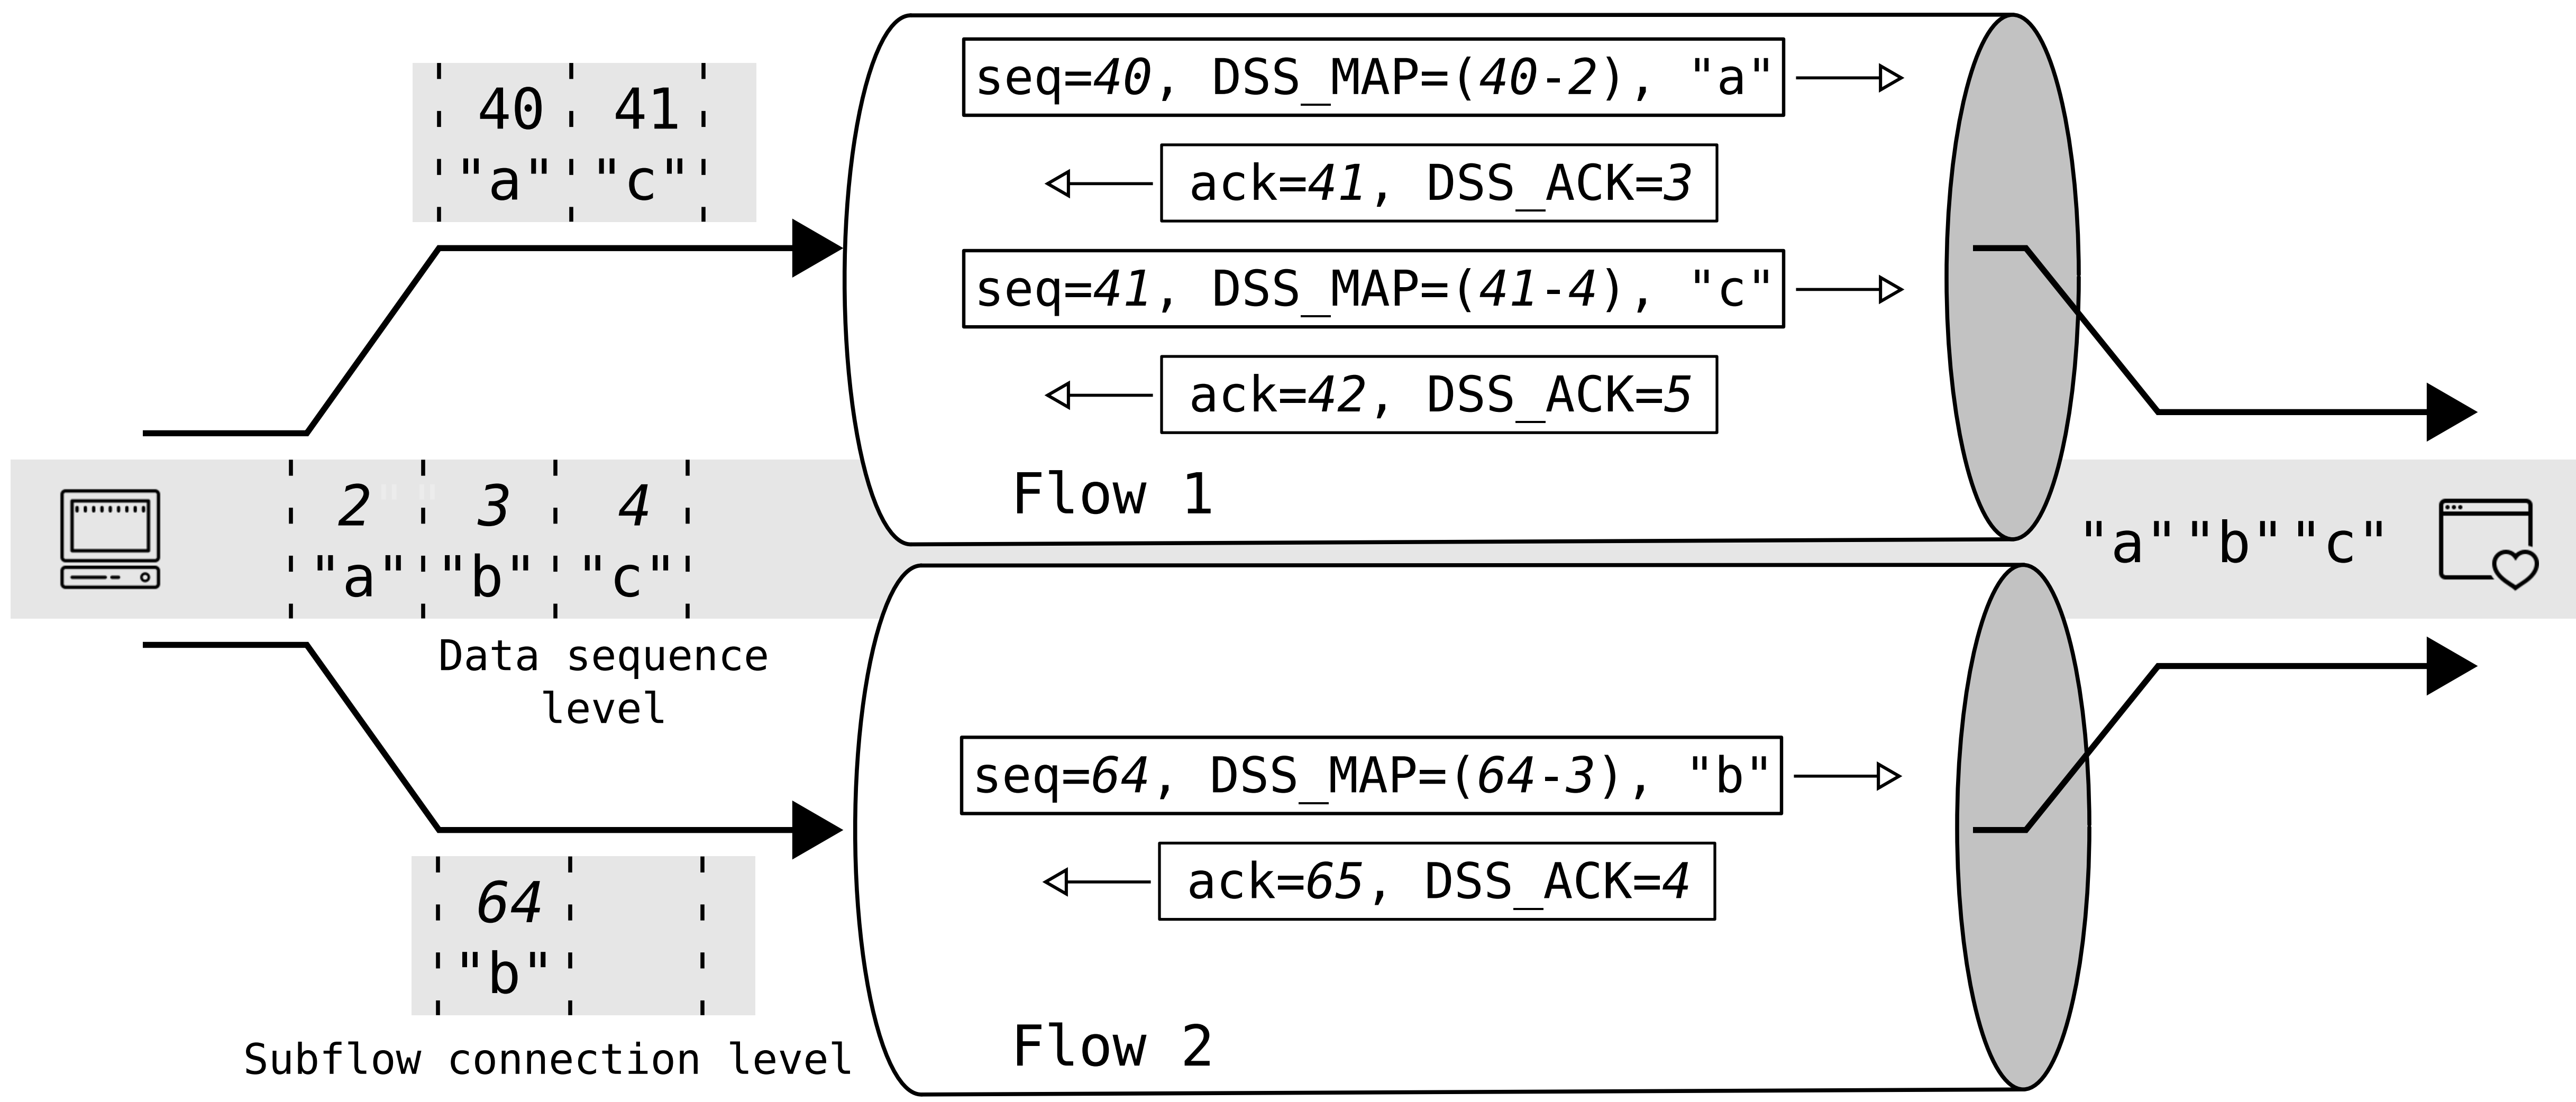 40 41
"a" "c"
seq=40, DSS_MAP=(40-2), "a"
ack=41, DSS_ACK=3
seq=41, DSS_MAP=(41-4), "c"
ack=42, DSS_ACK=5
Flow 1
2 3 4
"a" "b" "c"
Data sequence
level
"a" "b" "c"
seq=64, DSS_MAP=(64-3), "b"
ack=65, DSS_ACK=4
Flow 2
64
"b"
Subflow connection level